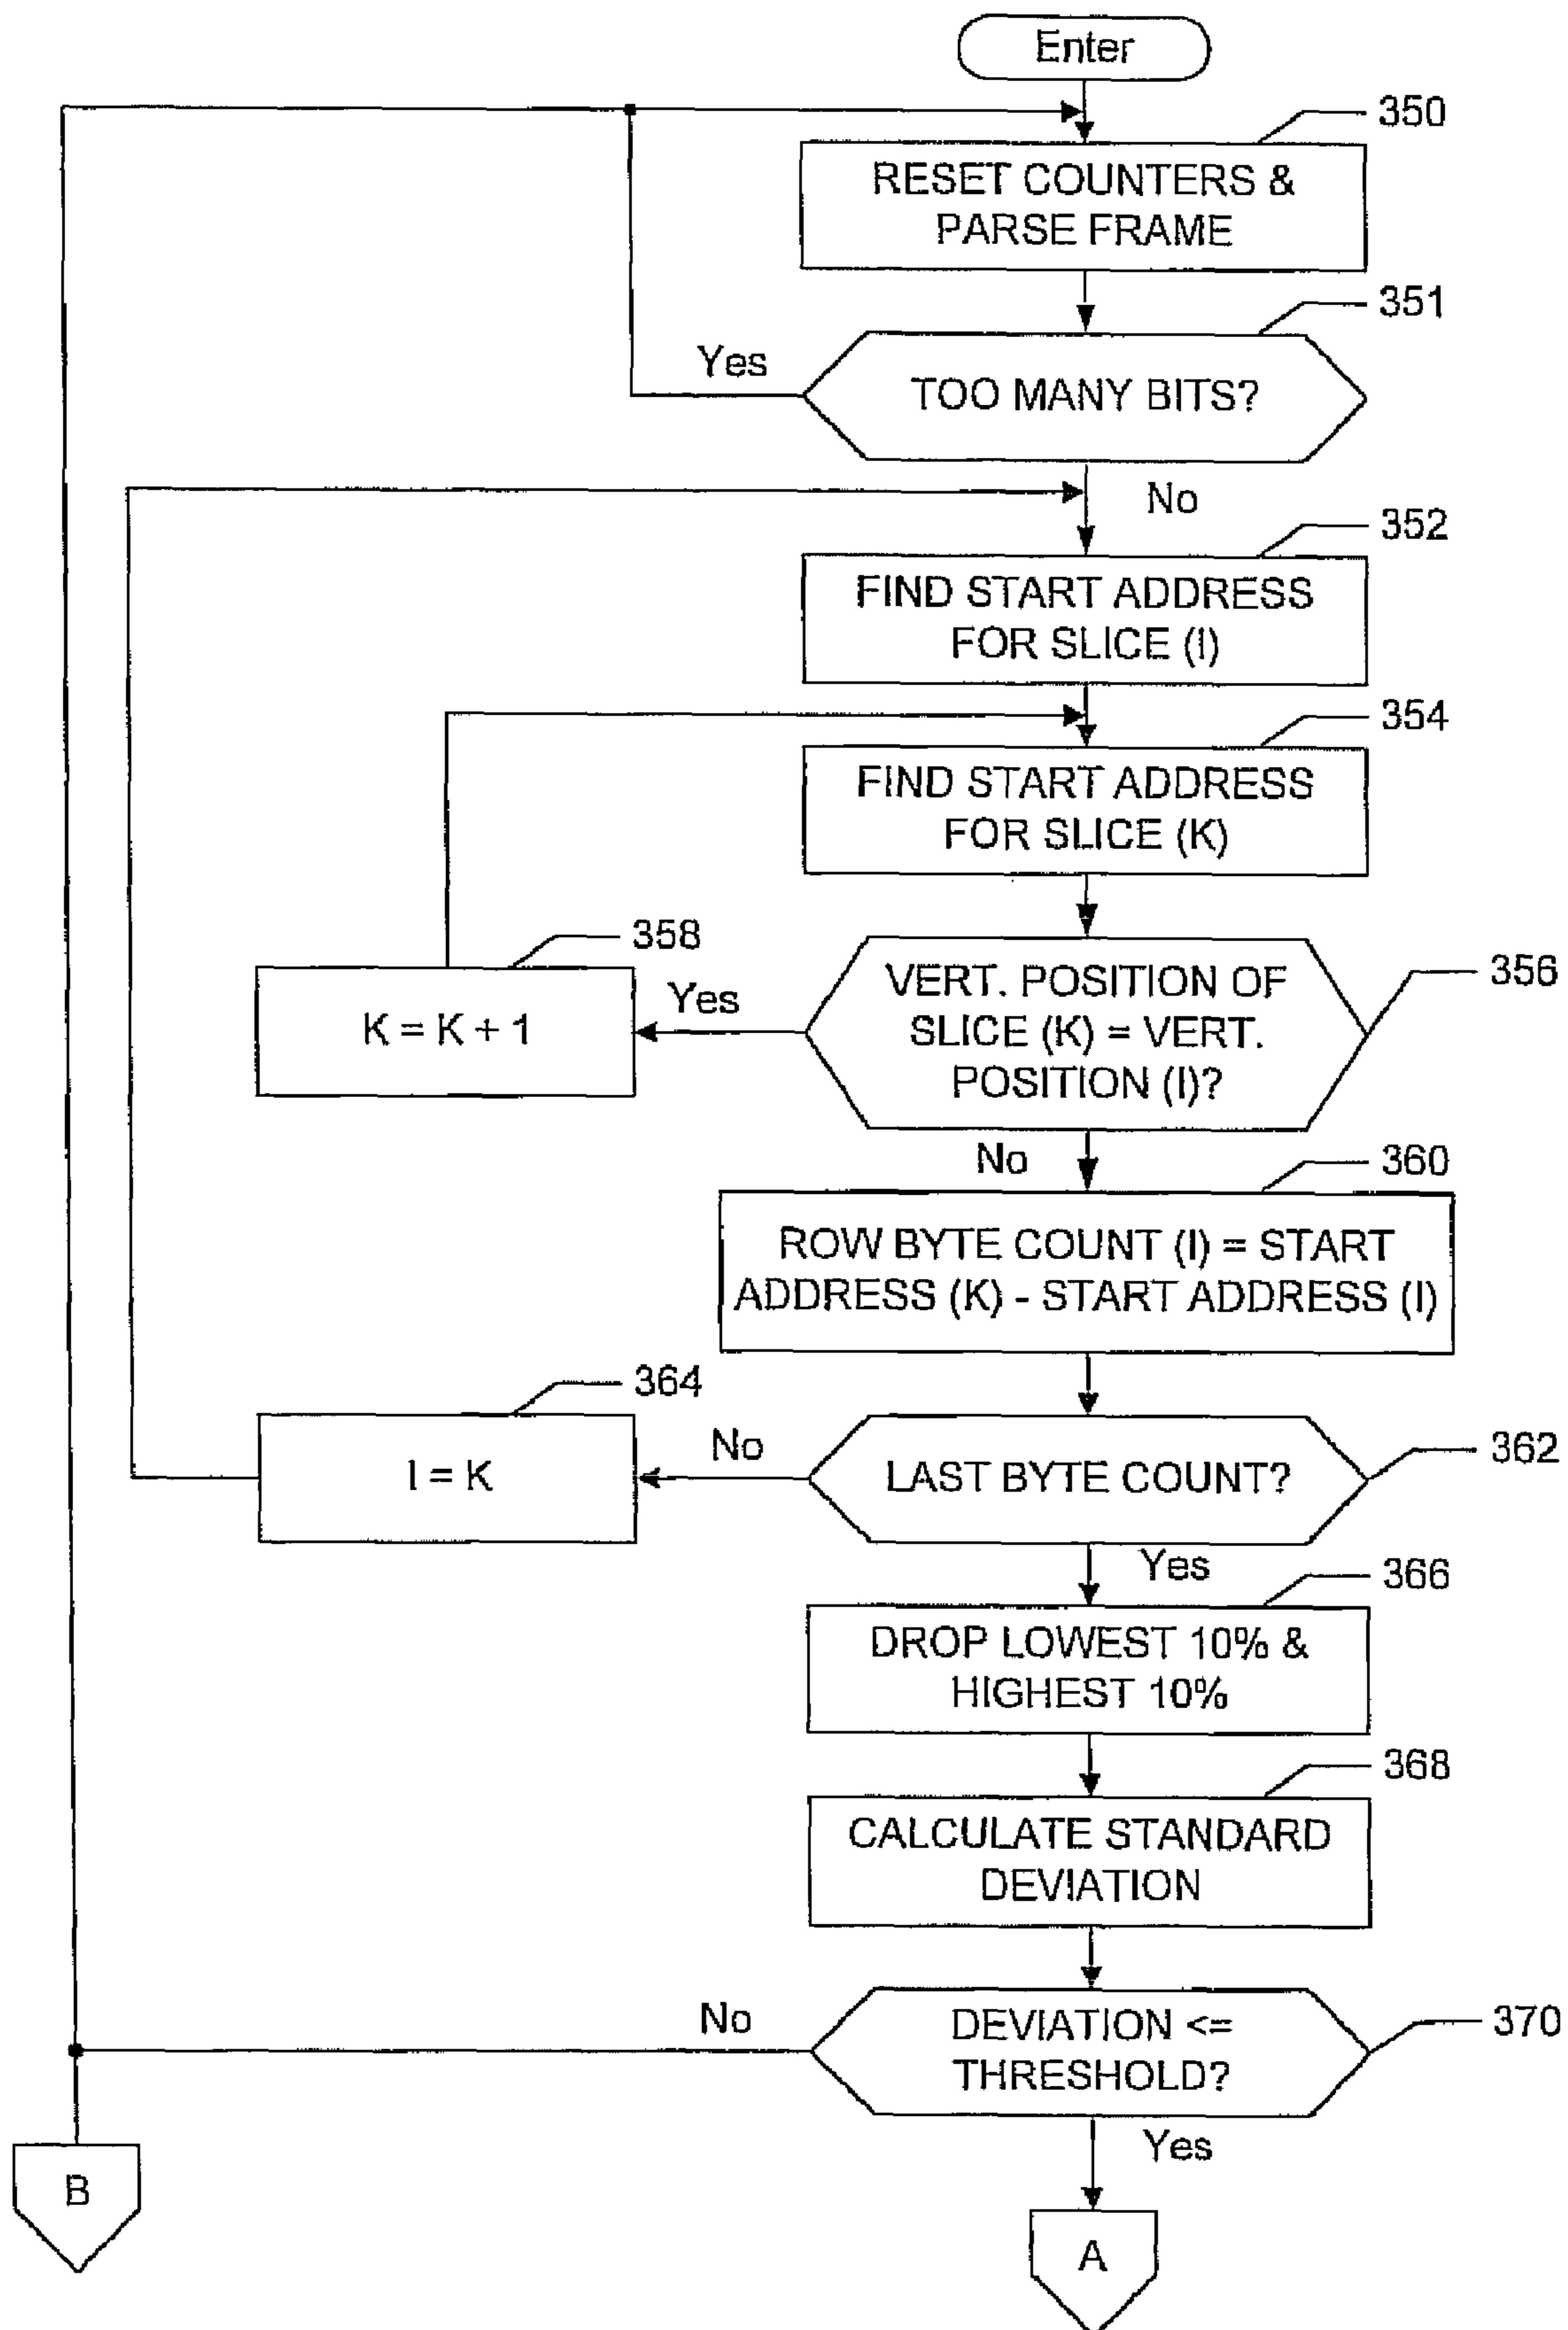 Enter
350
RESET COUNTERS &
PARSE FRAME
351
Yes
TOO MANY BITS?
No
352
FIND START ADDRESS
FOR SLICE (I)
354
FIND START ADDRESS
FOR SLICE (K)
358
K = K + 1
Yes
VERT. POSITION OF
SLICE (K) = VERT.
POSITION (I)?
356
No
360
ROW BYTE COUNT (I) = START
ADDRESS (K) - START ADDRESS (I)
364
I = K
No
LAST BYTE COUNT?
362
Yes
366
DROP LOWEST 10% &
HIGHEST 10%
368
CALCULATE STANDARD
DEVIATION
No
DEVIATION <=
THRESHOLD?
370
Yes
B
A